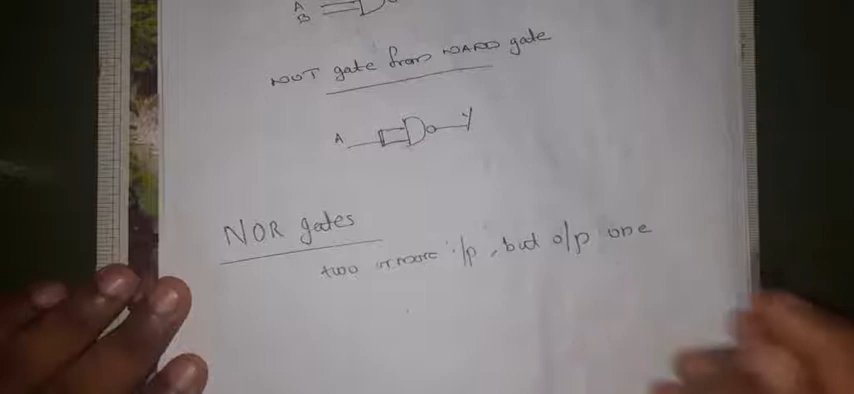 A
B
NOT gate from NAND gate
A
Y
NOR gates
two or more i/p, but o/p one